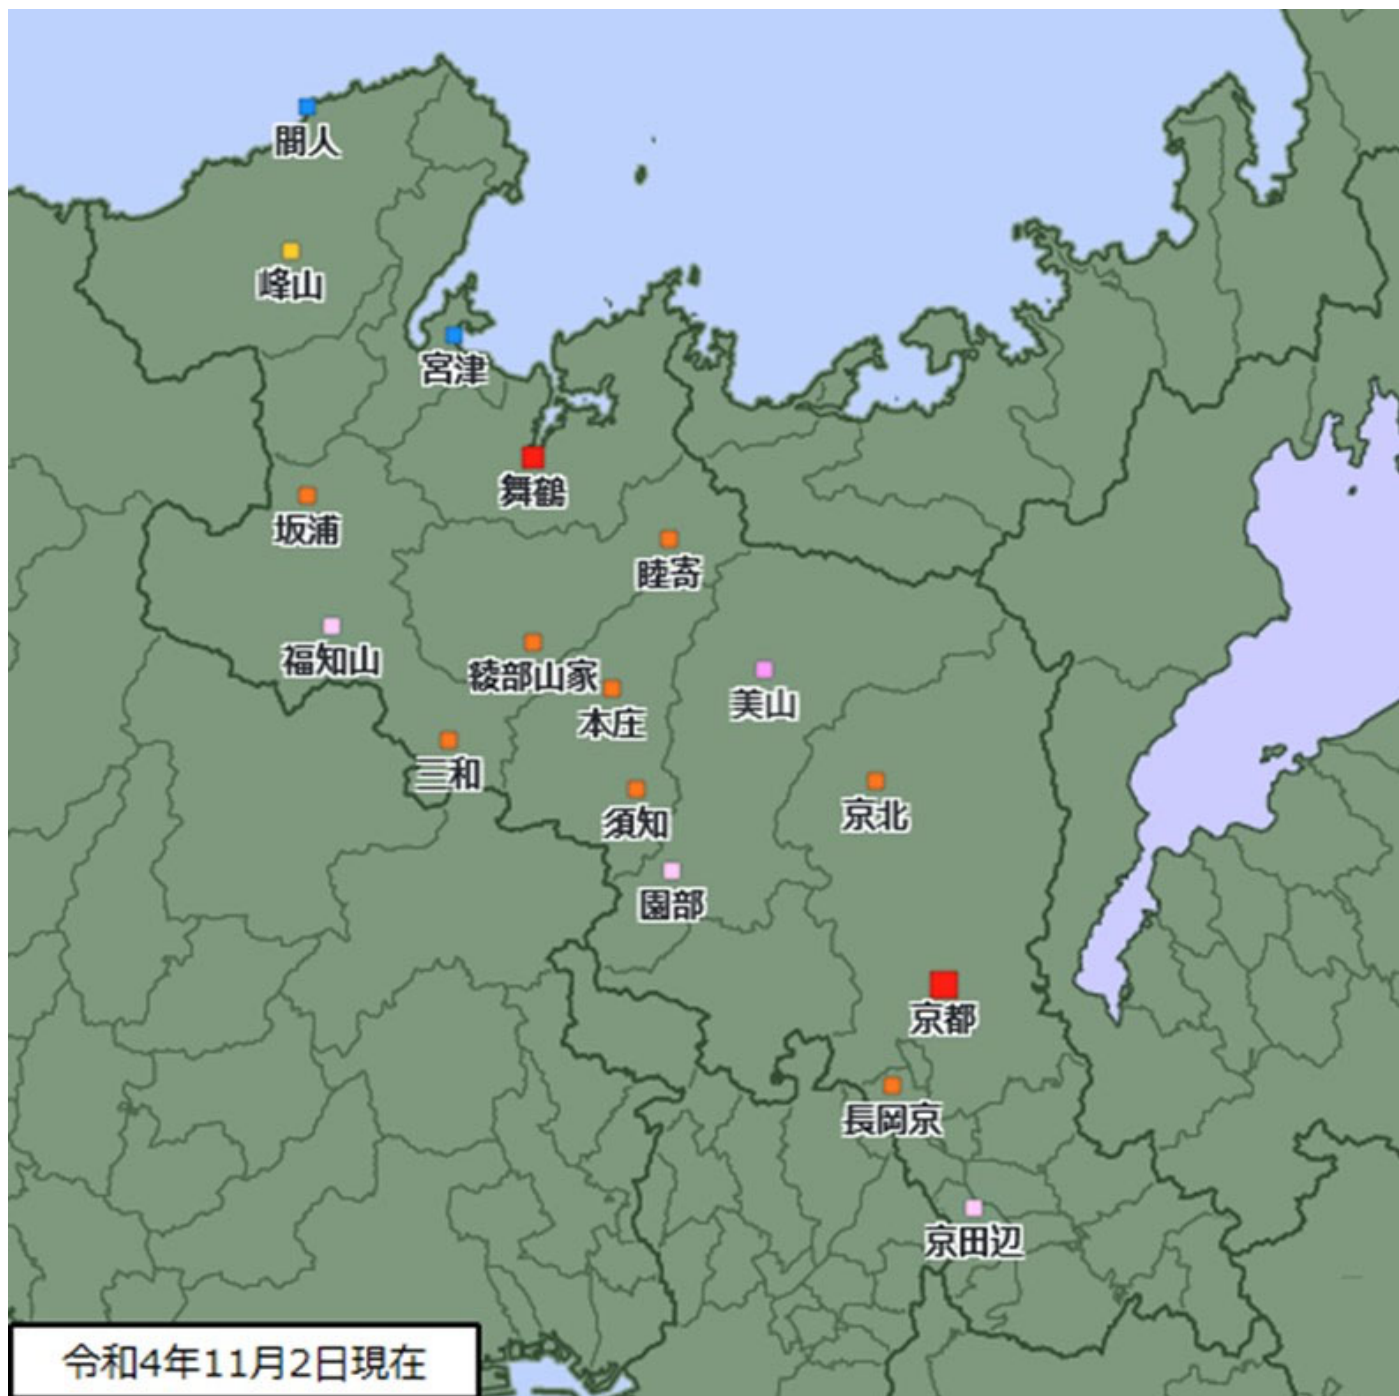 間人
峰山
宮津
舞鶴
坂浦
睦寄
福知山
綾部山家
本庄
美山
三和
須知
京北
園部
京都
長岡京
京田辺
令和4年11月2日現在